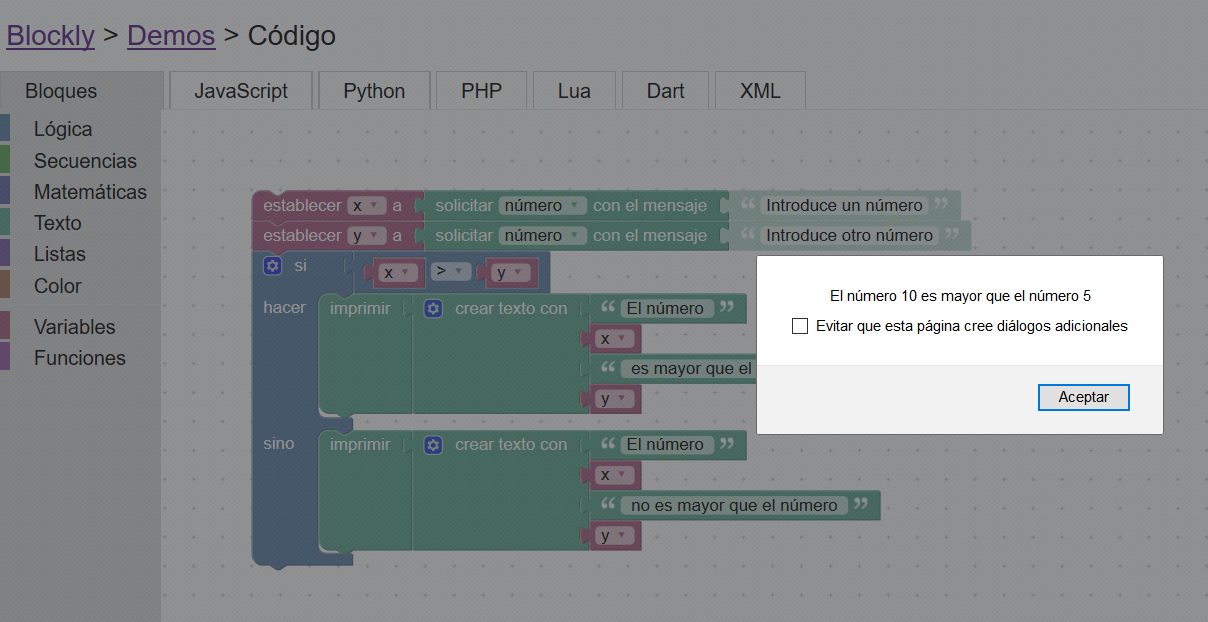 Blockly > Demos > Código
Bloques JavaScript Python PHP Lua Dart XML
Lógica
Secuencias
Matemáticas
Texto
Listas
Color
Variables
Funciones
establecer x a solicitar número con el mensaje “ Introduce un número ”
establecer y a solicitar número con el mensaje “ Introduce otro número ”
si x > y
hacer imprimir crear texto con “ El número ”
x
“ es mayor que el
y
sino imprimir crear texto con “ El número ”
x
“ no es mayor que el número ”
y
El número 10 es mayor que el número 5
Evitar que esta página cree diálogos adicionales
Aceptar